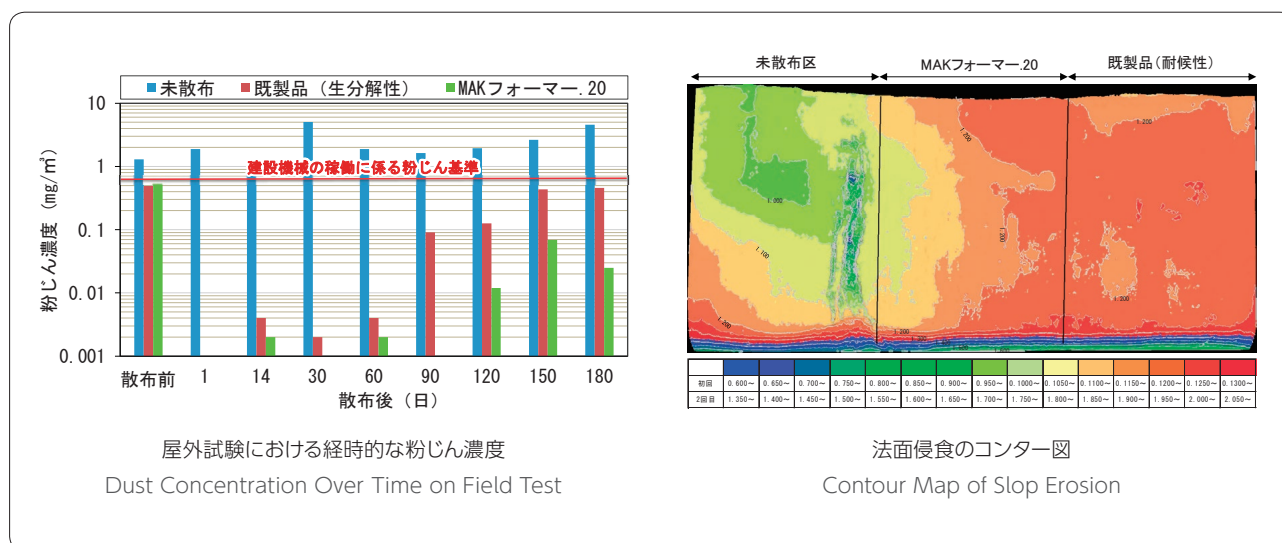 未散布 既製品（生分解性） MAKフォーマー.20
粉じん濃度（mg/㎥）
10
1
0.1
0.01
0.001
建設機械の稼働に係る粉じん基準
散布前 1 14 30 60 90 120 150 180
散布後（日）
屋外試験における経時的な粉じん濃度
Dust Concentration Over Time on Field Test
未散布区 MAKフォーマー.20 既製品（耐候性）
1.200
1.200
1.000
1.200
1.100
1.200
1.200
1.200
初回 0.600～ 0.650～ 0.700～ 0.750～ 0.800～ 0.850～ 0.900～ 0.950～ 0.1000～ 0.1050～ 0.1100～ 0.1150～ 0.1200～ 0.1250～ 0.1300～
2回目 1.350～ 1.400～ 1.450～ 1.500～ 1.550～ 1.600～ 1.650～ 1.700～ 1.750～ 1.800～ 1.850～ 1.900～ 1.950～ 2.000～ 2.050～
法面侵食のコンター図
Contour Map of Slop Erosion